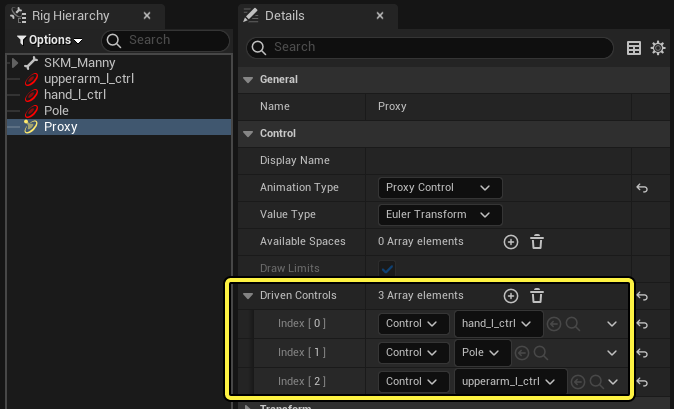 Rig Hierarchy
Options
Search
SKM_Manny
upperarm_l_ctrl
hand_l_ctrl
Pole
Proxy
Details
Search
General
Name Proxy
Control
Display Name
Animation Type Proxy Control
Value Type Euler Transform
Available Spaces 0 Array elements
Draw Limits
Driven Controls 3 Array elements
Index [ 0 ] Control hand_l_ctrl
Index [ 1 ] Control Pole
Index [ 2 ] Control upperarm_l_ctrl
Transform